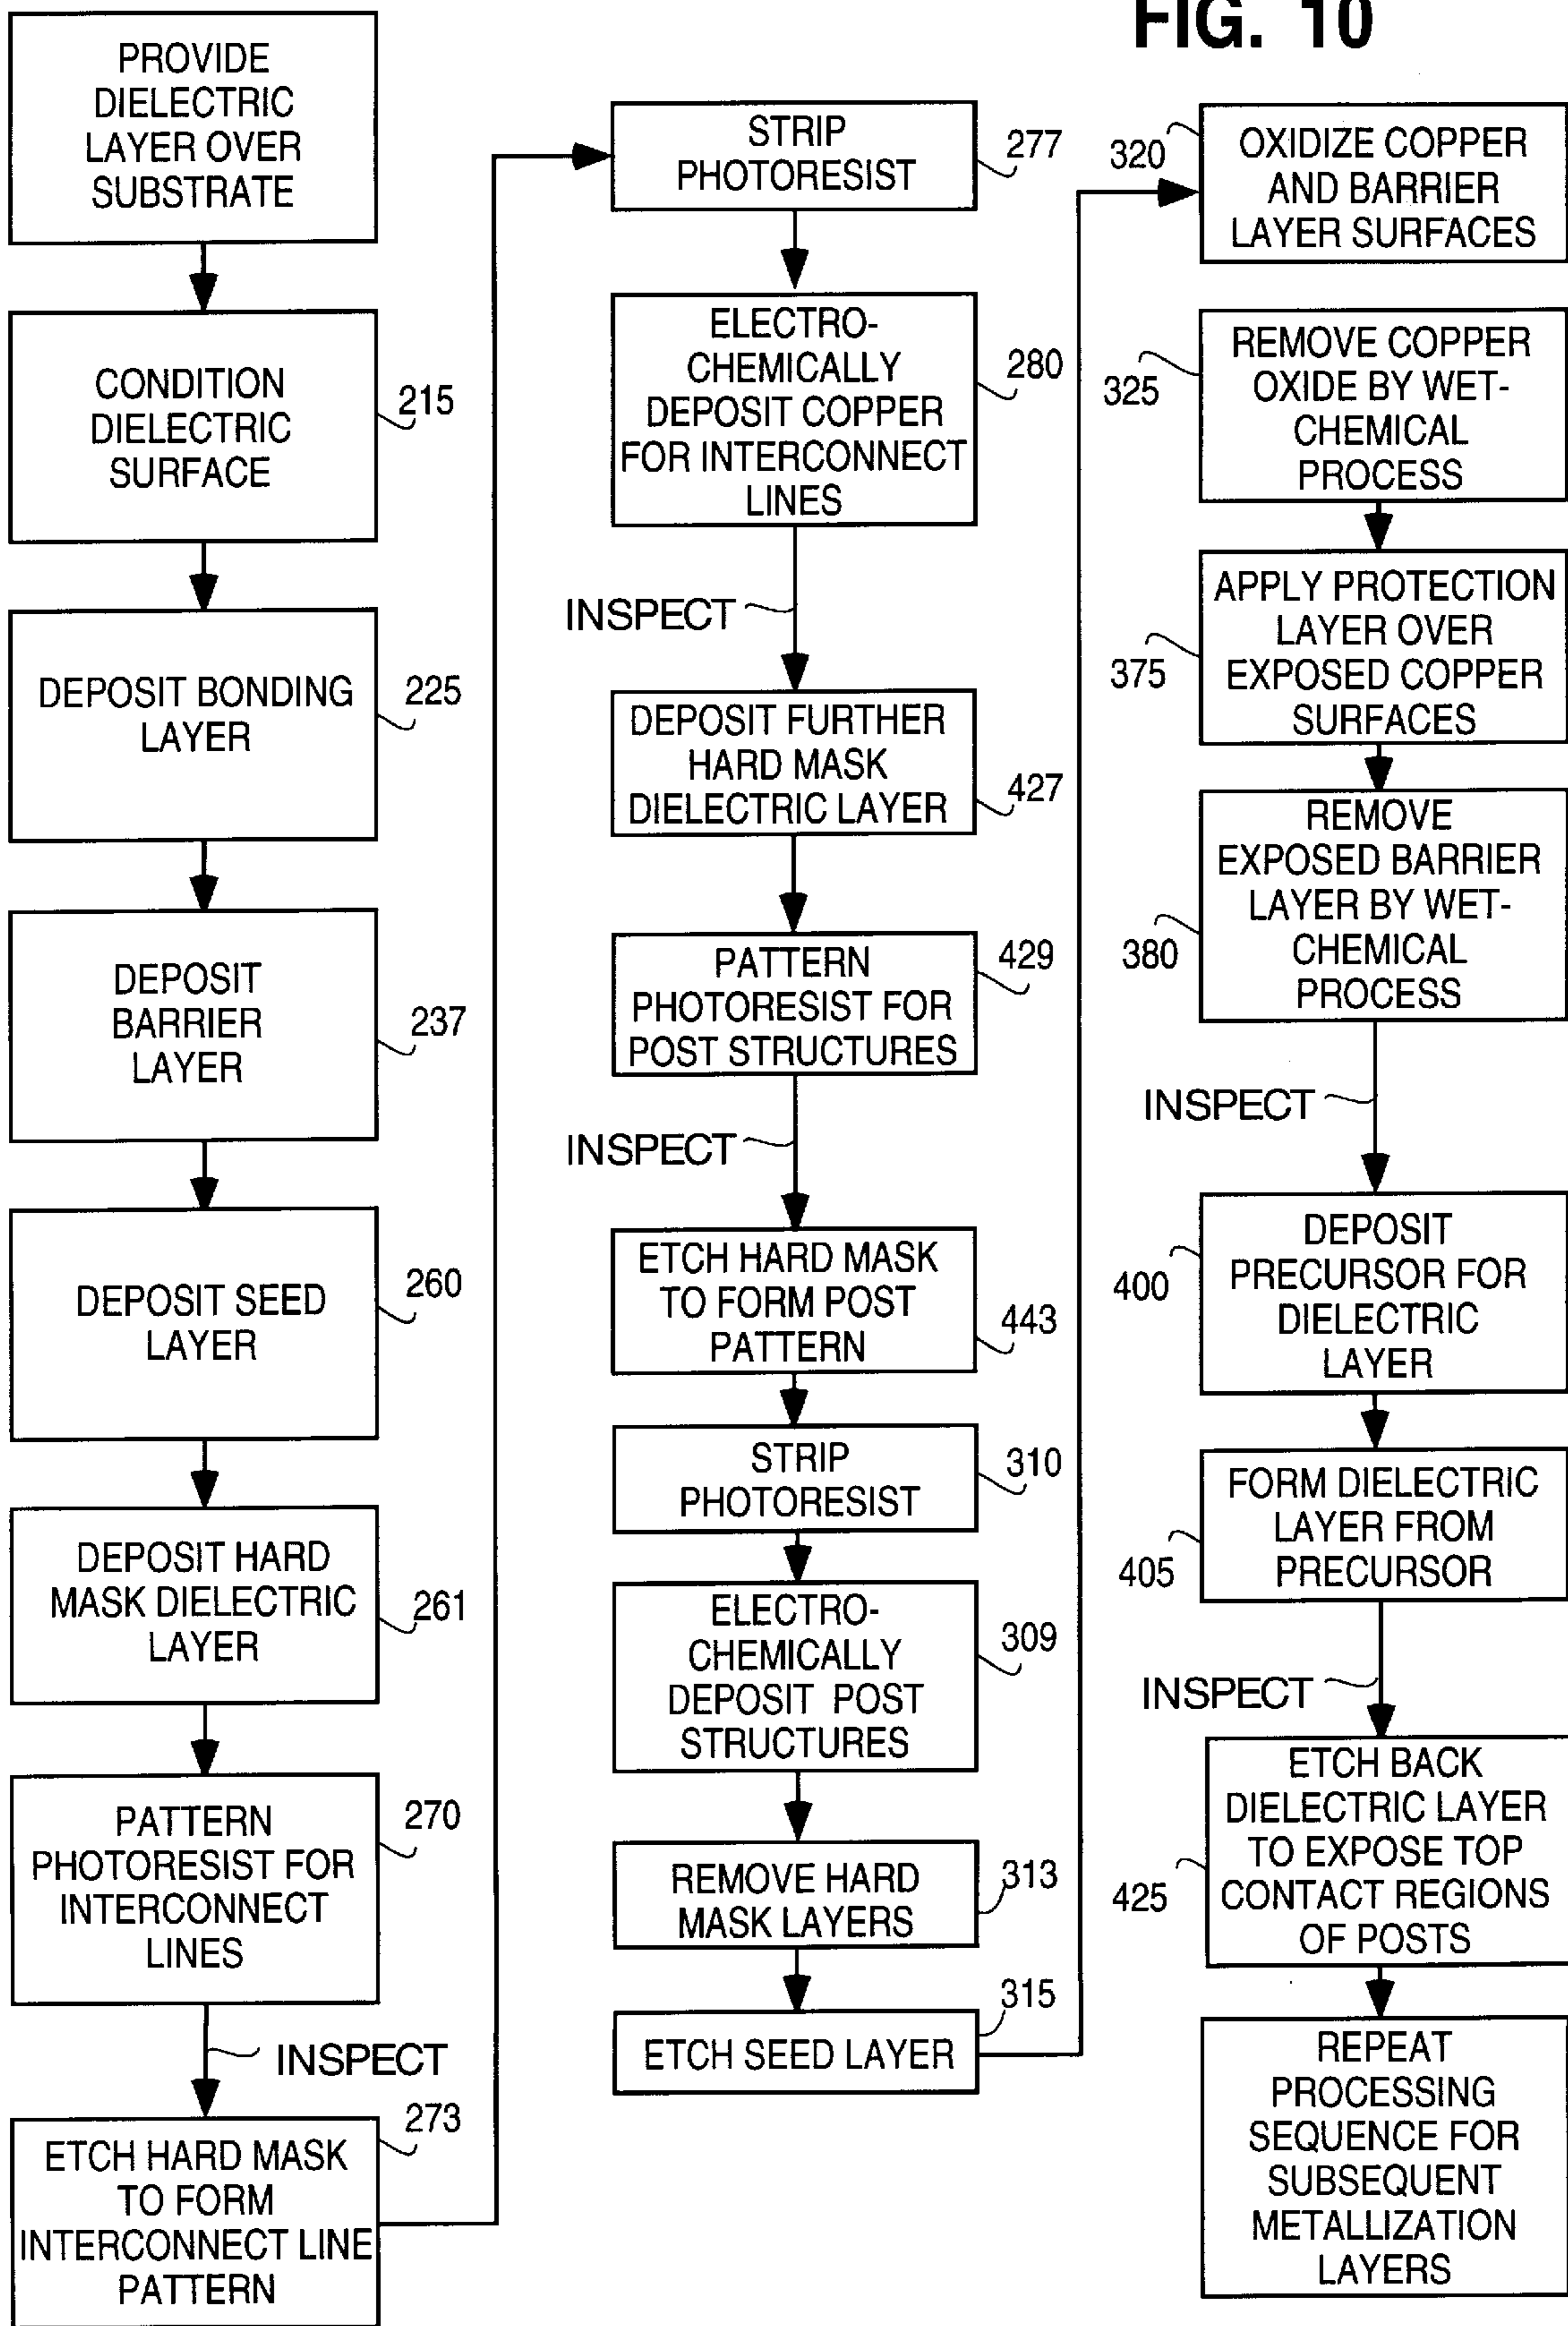 FIG. 10
PROVIDE
DIELECTRIC
LAYER OVER
SUBSTRATE
CONDITION
DIELECTRIC
SURFACE
215
DEPOSIT BONDING
LAYER
225
DEPOSIT
BARRIER
LAYER
237
DEPOSIT SEED
LAYER
260
DEPOSIT HARD
MASK DIELECTRIC
LAYER
261
PATTERN
PHOTORESIST FOR
INTERCONNECT
LINES
270
INSPECT
ETCH HARD MASK
TO FORM
INTERCONNECT LINE
PATTERN
273
STRIP
PHOTORESIST
277
ELECTRO-
CHEMICALLY
DEPOSIT COPPER
FOR INTERCONNECT
LINES
280
INSPECT
DEPOSIT FURTHER
HARD MASK
DIELECTRIC LAYER
427
PATTERN
PHOTORESIST FOR
POST STRUCTURES
429
INSPECT
ETCH HARD MASK
TO FORM POST
PATTERN
443
STRIP
PHOTORESIST
310
ELECTRO-
CHEMICALLY
DEPOSIT POST
STRUCTURES
309
REMOVE HARD
MASK LAYERS
313
ETCH SEED LAYER
315
320
OXIDIZE COPPER
AND BARRIER
LAYER SURFACES
325
REMOVE COPPER
OXIDE BY WET-
CHEMICAL
PROCESS
375
APPLY PROTECTION
LAYER OVER
EXPOSED COPPER
SURFACES
380
REMOVE
EXPOSED BARRIER
LAYER BY WET-
CHEMICAL
PROCESS
INSPECT
400
DEPOSIT
PRECURSOR FOR
DIELECTRIC
LAYER
405
FORM DIELECTRIC
LAYER FROM
PRECURSOR
INSPECT
425
ETCH BACK
DIELECTRIC LAYER
TO EXPOSE TOP
CONTACT REGIONS
OF POSTS
REPEAT
PROCESSING
SEQUENCE FOR
SUBSEQUENT
METALLIZATION
LAYERS